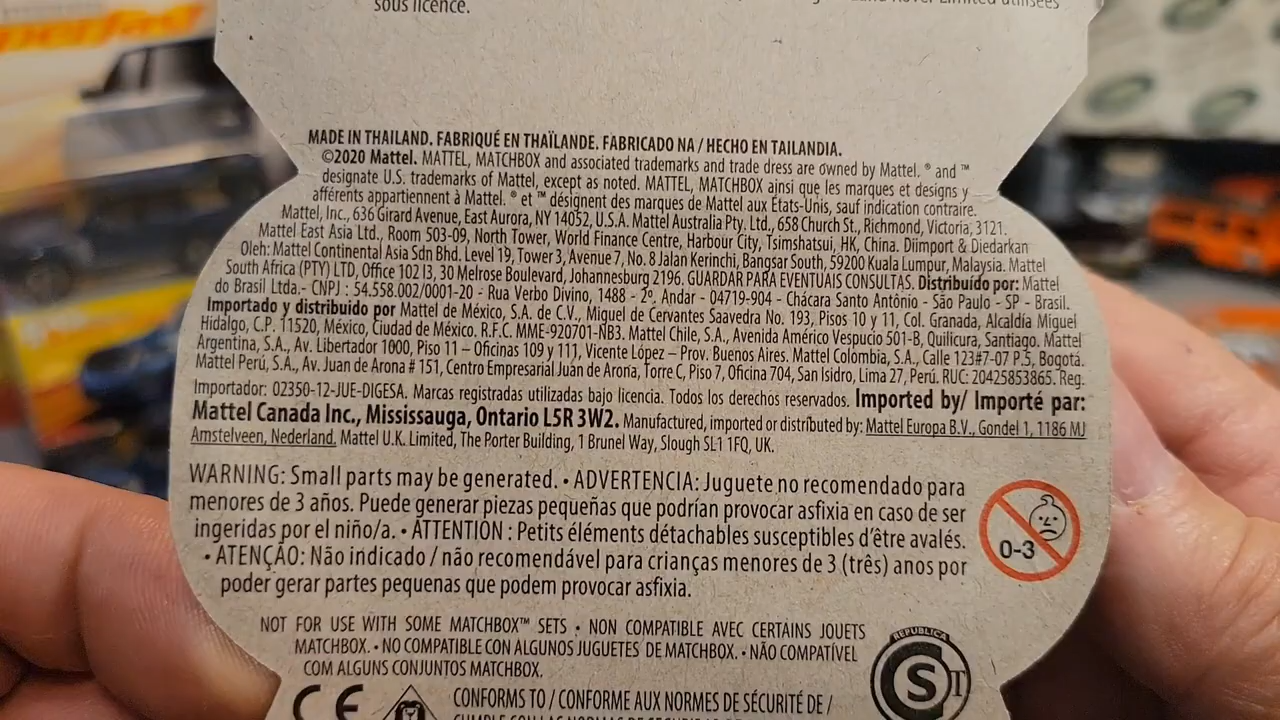 sous licence.
Limited utilisées
MADE IN THAILAND. FABRIQUÉ EN THAÏLANDE. FABRICADO NA / HECHO EN TAILANDIA.
©2020 Mattel. MATTEL, MATCHBOX and associated trademarks and trade dress are owned by Mattel. ® and ™
designate U.S. trademarks of Mattel, except as noted. MATTEL, MATCHBOX ainsi que les marques et designs y
afférents appartiennent à Mattel. ® et ™ désignent des marques de Mattel aux États-Unis, sauf indication contraire.
Mattel, Inc., 636 Girard Avenue, East Aurora, NY 14052, U.S.A. Mattel Australia Pty. Ltd., 658 Church St., Richmond, Victoria, 3121.
Mattel East Asia Ltd., Room 503-09, North Tower, World Finance Centre, Harbour City, Tsimshatsui, HK, China. Diimport & Diedarkan
Oleh: Mattel Continental Asia Sdn Bhd. Level 19, Tower 3, Avenue 7, No. 8 Jalan Kerinchi, Bangsar South, 59200 Kuala Lumpur, Malaysia. Mattel
South Africa (PTY) LTD, Office 102 I3, 30 Melrose Boulevard, Johannesburg 2196. GUARDAR PARA EVENTUAIS CONSULTAS. Distribuído por: Mattel
do Brasil Ltda.- CNPJ : 54.558.002/0001-20 - Rua Verbo Divino, 1488 - 2º. Andar - 04719-904 - Chácara Santo Antônio - São Paulo - SP - Brasil.
Importado y distribuido por Mattel de México, S.A. de C.V., Miguel de Cervantes Saavedra No. 193, Pisos 10 y 11, Col. Granada, Alcaldía Miguel
Hidalgo, C.P. 11520, México, Ciudad de México. R.F.C. MME-920701-NB3. Mattel Chile, S.A., Avenida Américo Vespucio 501-B, Quilicura, Santiago. Mattel
Argentina, S.A., Av. Libertador 1000, Piso 11 – Oficinas 109 y 111, Vicente López – Prov. Buenos Aires. Mattel Colombia, S.A., Calle 123#7-07 P.5, Bogotá.
Mattel Perú, S.A., Av. Juan de Arona # 151, Centro Empresarial Juan de Arona, Torre C, Piso 7, Oficina 704, San Isidro, Lima 27, Perú. RUC: 20425853865. Reg.
Importador: 02350-12-JUE-DIGESA. Marcas registradas utilizadas bajo licencia. Todos los derechos reservados. Imported by/ Importé par:
Mattel Canada Inc., Mississauga, Ontario L5R 3W2. Manufactured, imported or distributed by: Mattel Europa B.V., Gondel 1, 1186 MJ
Amstelveen, Nederland. Mattel U.K. Limited, The Porter Building, 1 Brunel Way, Slough SL1 1FQ, UK.
WARNING: Small parts may be generated. • ADVERTENCIA: Juguete no recomendado para
menores de 3 años. Puede generar piezas pequeñas que podrían provocar asfixia en caso de ser
ingeridas por el niño/a. • ATTENTION : Petits éléments détachables susceptibles d'être avalés.
• ATENÇÃO: Não indicado / não recomendável para crianças menores de 3 (três) anos por
poder gerar partes pequenas que podem provocar asfixia.
0-3
NOT FOR USE WITH SOME MATCHBOX™ SETS • NON COMPATIBLE AVEC CERTAINS JOUETS
MATCHBOX. • NO COMPATIBLE CON ALGUNOS JUGUETES DE MATCHBOX. • NÃO COMPATÍVEL
COM ALGUNS CONJUNTOS MATCHBOX.
REPUBLICA
S
CE
CONFORMS TO / CONFORME AUX NORMES DE SÉCURITÉ DE /